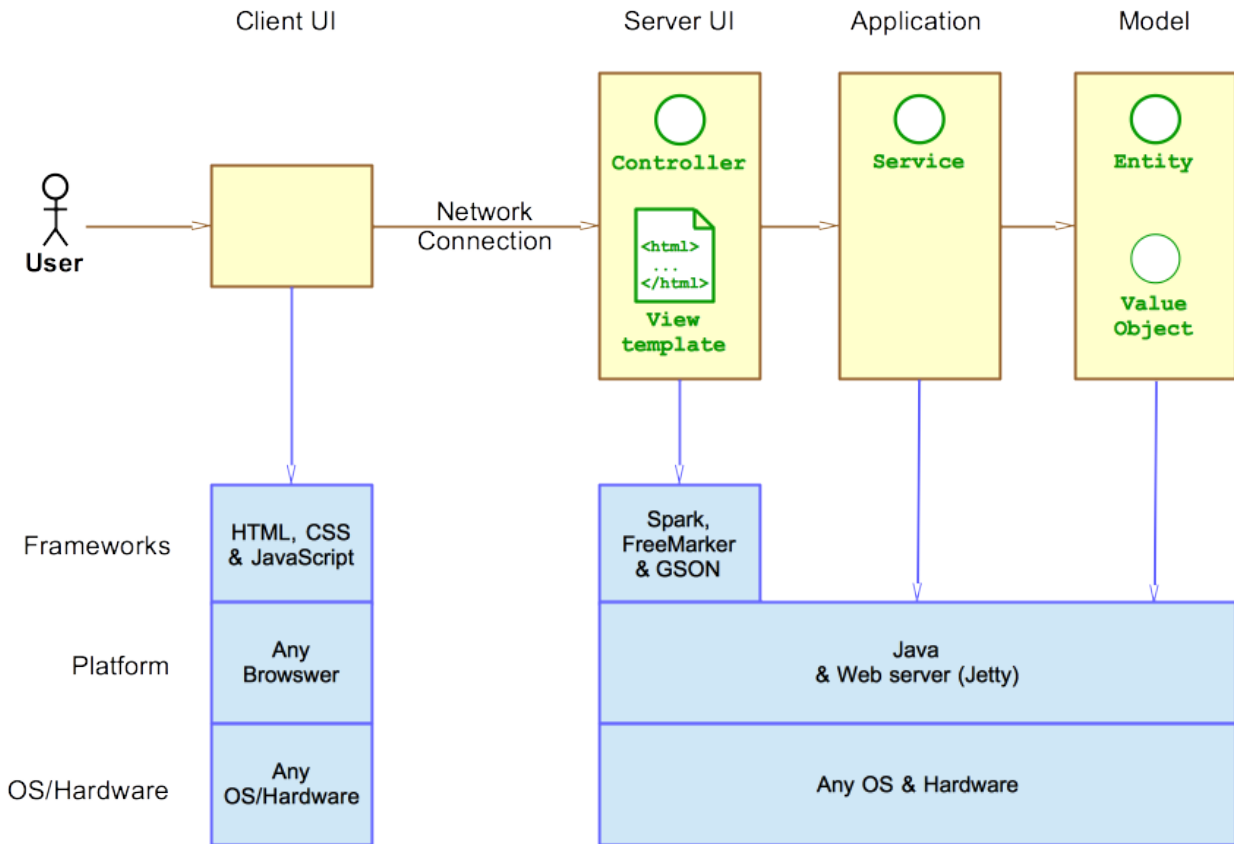 Client UI
Server UI
Application
Model
Controller
Service
Entity
User
Network
Connection
<html>
...
</html>
View
template
Value
Object
Frameworks
HTML, CSS
& JavaScript
Spark,
FreeMarker
& GSON
Platform
Any
Browswer
Java
& Web server (Jetty)
OS/Hardware
Any
OS/Hardware
Any OS & Hardware